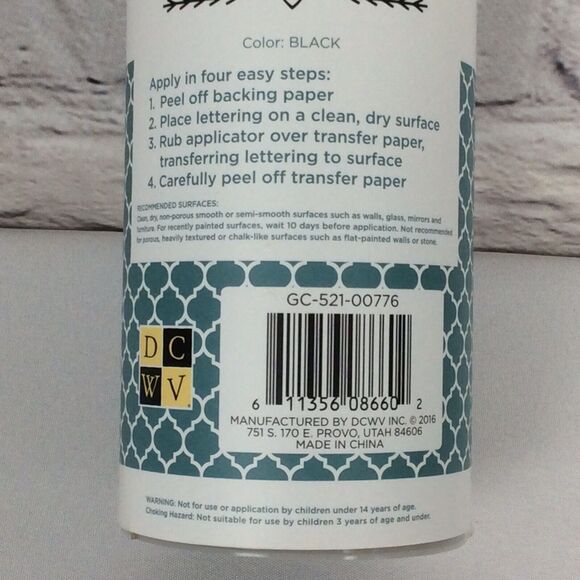 Color: BLACK
Apply in four easy steps:
1. Peel off backing paper
2. Place lettering on a clean, dry surface
3. Rub applicator over transfer paper,
transferring lettering to surface
4. Carefully peel off transfer paper
RECOMMENDED SURFACES:
Clean, dry, non-porous smooth or semi-smooth surfaces such as walls, glass, mirrors and
furniture. For recently painted surfaces, wait 10 days before application. Not recommended
for porous, heavily textured or chalk-like surfaces such as flat-painted walls or stone.
GC-521-00776
D C
W V
6 11356 08660 2
MANUFACTURED BY DCWV INC. © 2016
751 S. 170 E. PROVO, UTAH 84606
MADE IN CHINA
WARNING: Not for use or application by children under 14 years of age.
Choking Hazard: Not suitable for use by children 3 years of age and under.